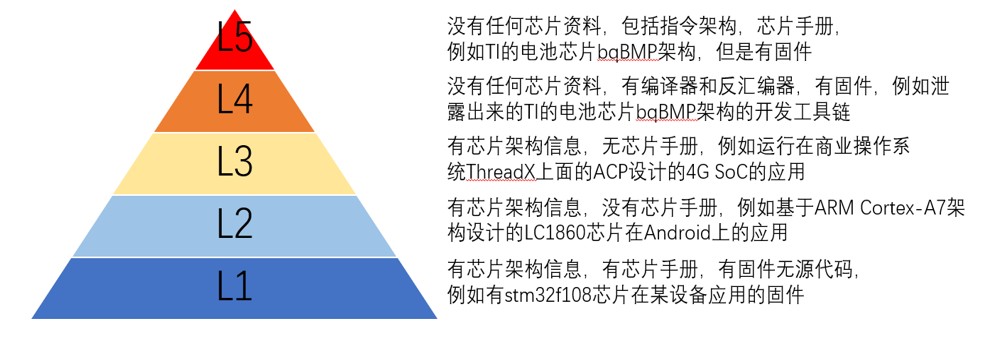 L5
没有任何芯片资料，包括指令架构，芯片手册，
例如TI的电池芯片bqBMP架构，但是有固件
L4
没有任何芯片资料，有编译器和反汇编器，有固件，例如泄
露出来的TI的电池芯片bqBMP架构的开发工具链
L3
有芯片架构信息，无芯片手册，例如运行在商业操作系
统ThreadX上面的ACP设计的4G SoC的应用
L2
有芯片架构信息，没有芯片手册，例如基于ARM Cortex-A7架
构设计的LC1860芯片在Android上的应用
L1
有芯片架构信息，有芯片手册，有固件无源代码，
例如有stm32f108芯片在某设备应用的固件